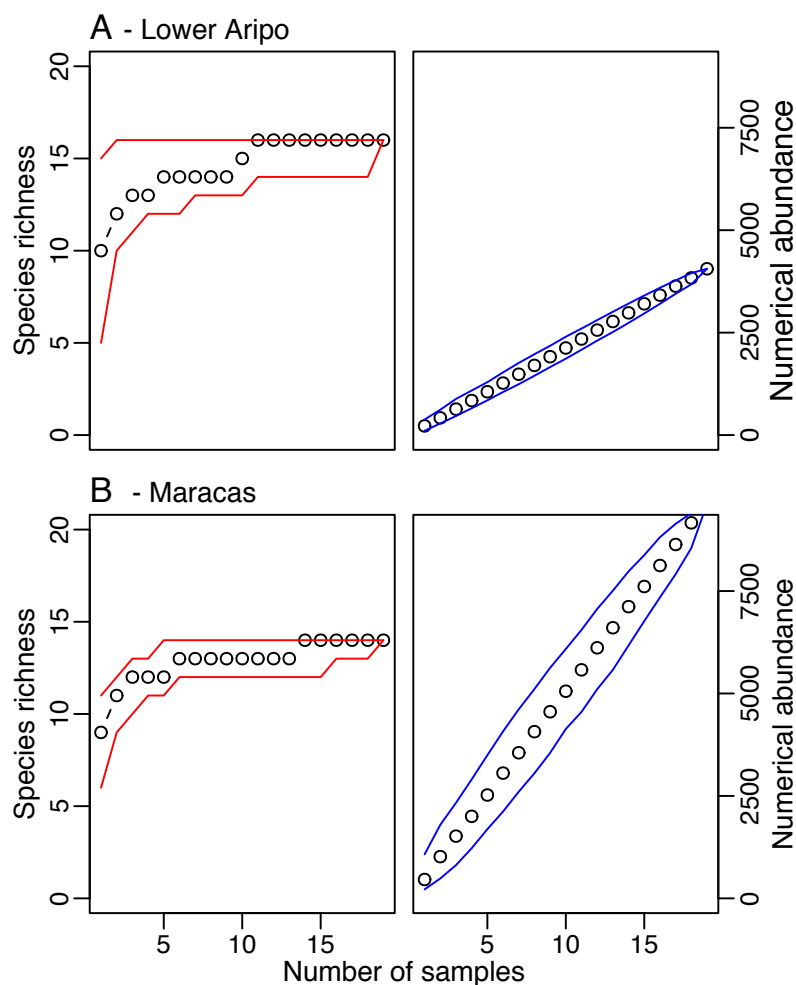 A - Lower Aripo
20
15
10
5
0
Species richness
7500
5000
2500
0
Numerical abundance
B - Maracas
20
15
10
5
0
Species richness
7500
5000
2500
0
Numerical abundance
5 10 15 5 10 15
Number of samples